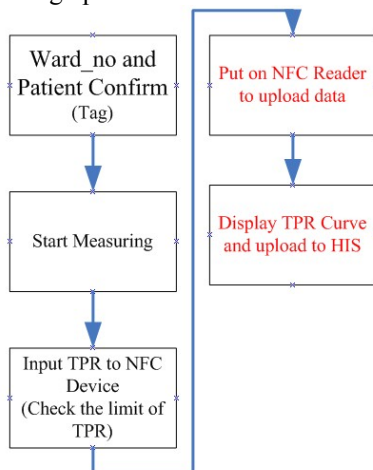 Ward_no and
Patient Confirm
(Tag)
Start Measuring
Input TPR to NFC
Device
(Check the limit of
TPR)
Put on NFC Reader
to upload data
Display TPR Curve
and upload to HIS